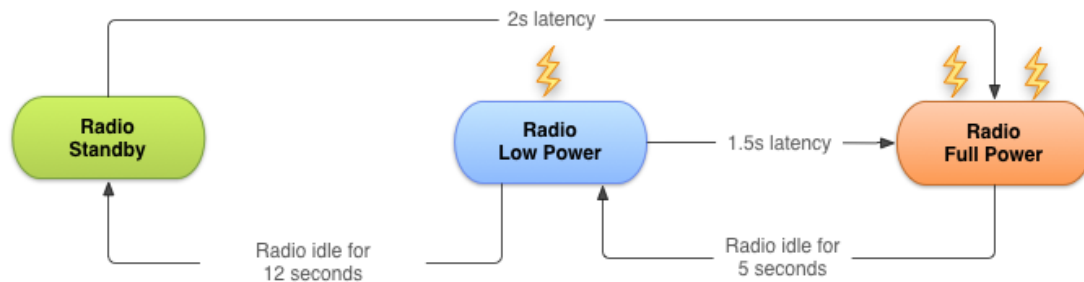 2s latency
Radio
Standby
Radio
Low Power
1.5s latency
Radio
Full Power
Radio idle for
12 seconds
Radio idle for
5 seconds